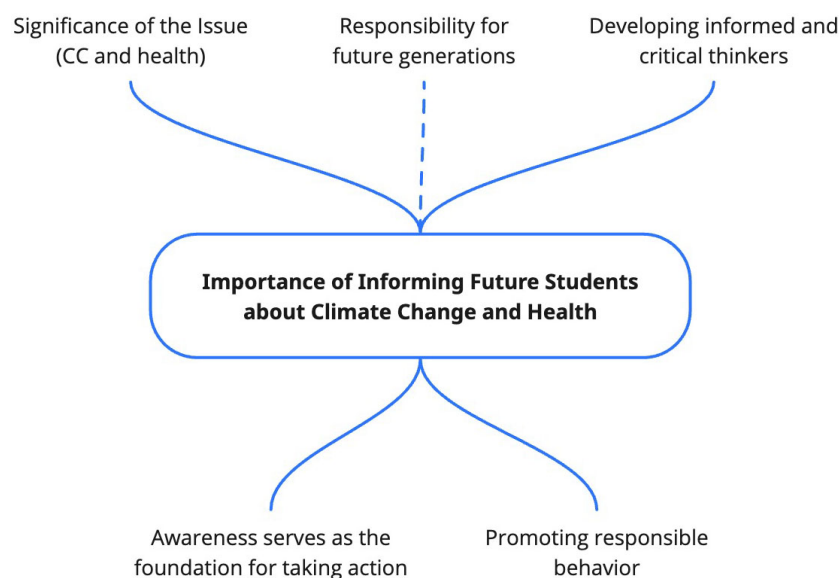 Significance of the Issue
(CC and health)
Responsibility for
future generations
Developing informed and
critical thinkers
Importance of Informing Future Students
about Climate Change and Health
Awareness serves as the
foundation for taking action
Promoting responsible
behavior